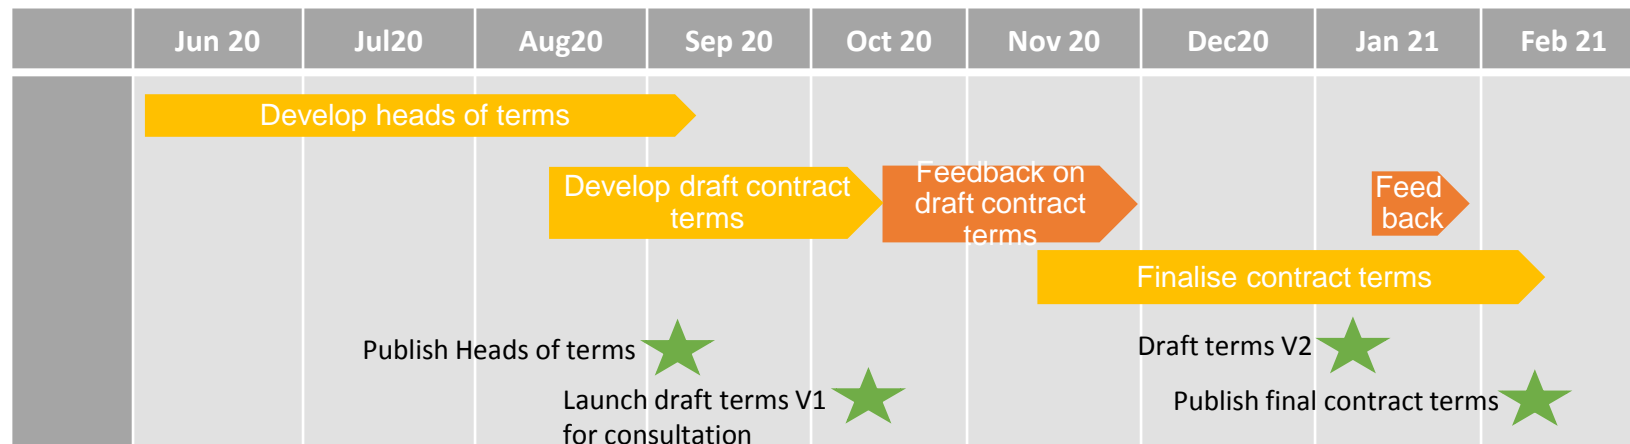 Jun 20 Jul20 Aug20 Sep 20 Oct 20 Nov 20 Dec20 Jan 21 Feb 21
Develop heads of terms
Develop draft contract
terms
Feedback on
draft contract
terms
Feed
back
Finalise contract terms
Publish Heads of terms
Draft terms V2
Launch draft terms V1
for consultation
Publish final contract terms